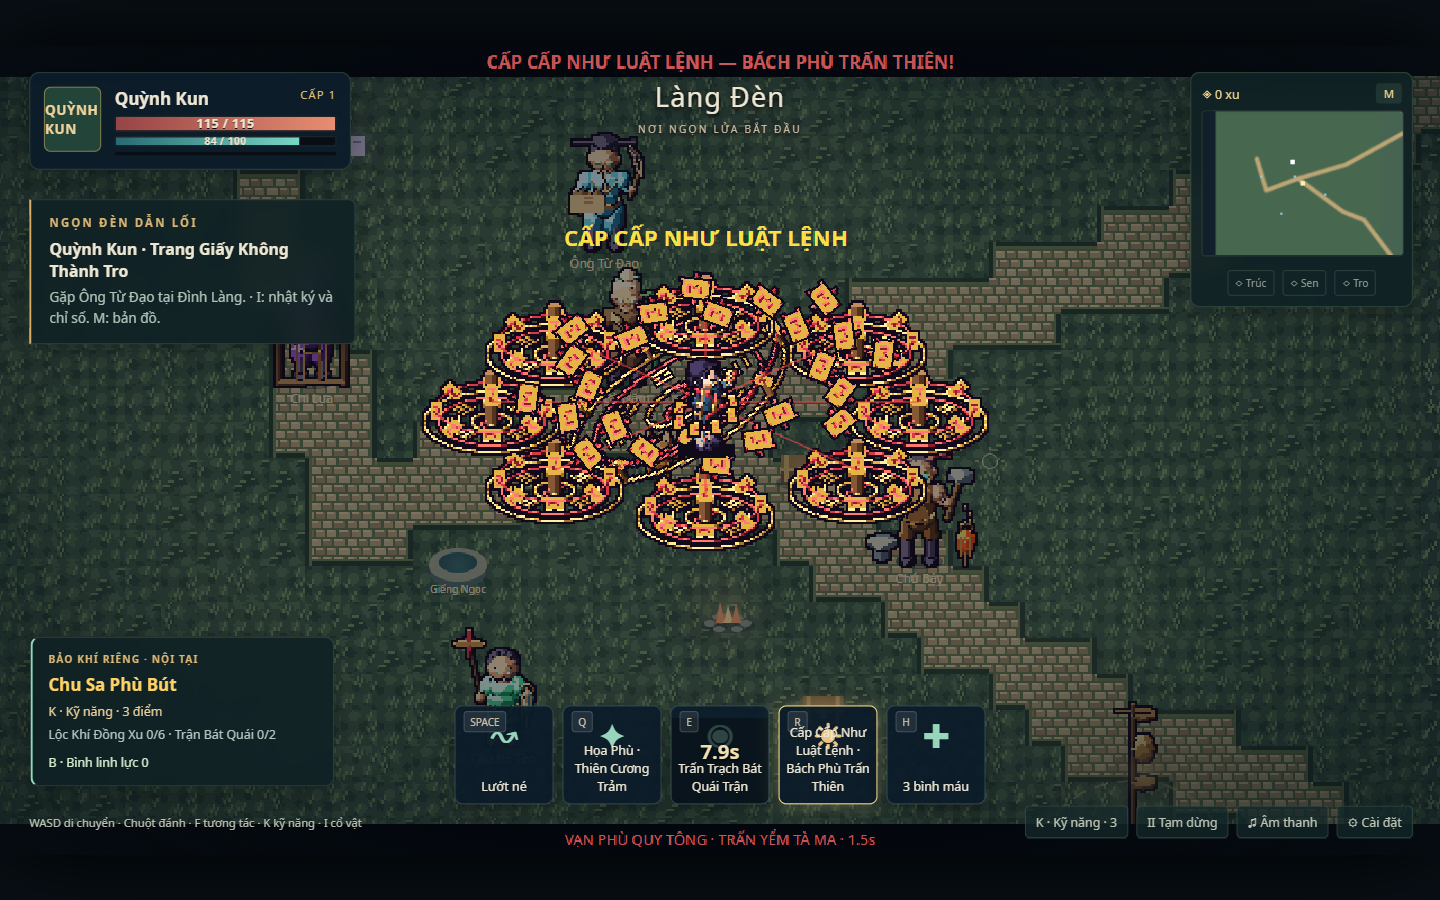 CẤP CẤP NHƯ LUẬT LỆNH — BÁCH PHÙ TRẤN THIÊN!
QUỲNH KUN
Quỳnh Kun
CẤP 1
115 / 115
84 / 100
Làng Đèn
NƠI NGỌN LỬA BẮT ĐẦU
◈ 0 xu
M
◇ Trúc
◇ Sen
◇ Tro
NGỌN ĐÈN DẪN LỐI
Quỳnh Kun · Trang Giấy Không
Thành Tro
Gặp Ông Từ Đạo tại Đình Làng. · I: nhật ký và
chỉ số. M: bản đồ.
CẤP CẤP NHƯ LUẬT LỆNH
Ông Từ Đạo
Chị Lụa
Chú Bảy
Giếng Ngọc
BẢO KHÍ RIÊNG · NỘI TẠI
Chu Sa Phù Bút
K · Kỹ năng · 3 điểm
Lộc Khí Đồng Xu 0/6 · Trận Bát Quái 0/2
B · Bình linh lực 0
SPACE
Lướt né
Q
Họa Phù ·
Thiên Cương
Trảm
E
7.9s
Trấn Trạch Bát
Quái Trận
R
Cấp Cấp Như
Luật Lệnh ·
Bách Phù Trấn
Thiên
H
3 bình máu
WASD di chuyển · Chuột đánh · F tương tác · K kỹ năng · I cổ vật
VẠN PHÙ QUY TÔNG · TRẤN YỂM TÀ MA · 1.5s
K · Kỹ năng · 3
II Tạm dừng
♫ Âm thanh
⚙ Cài đặt